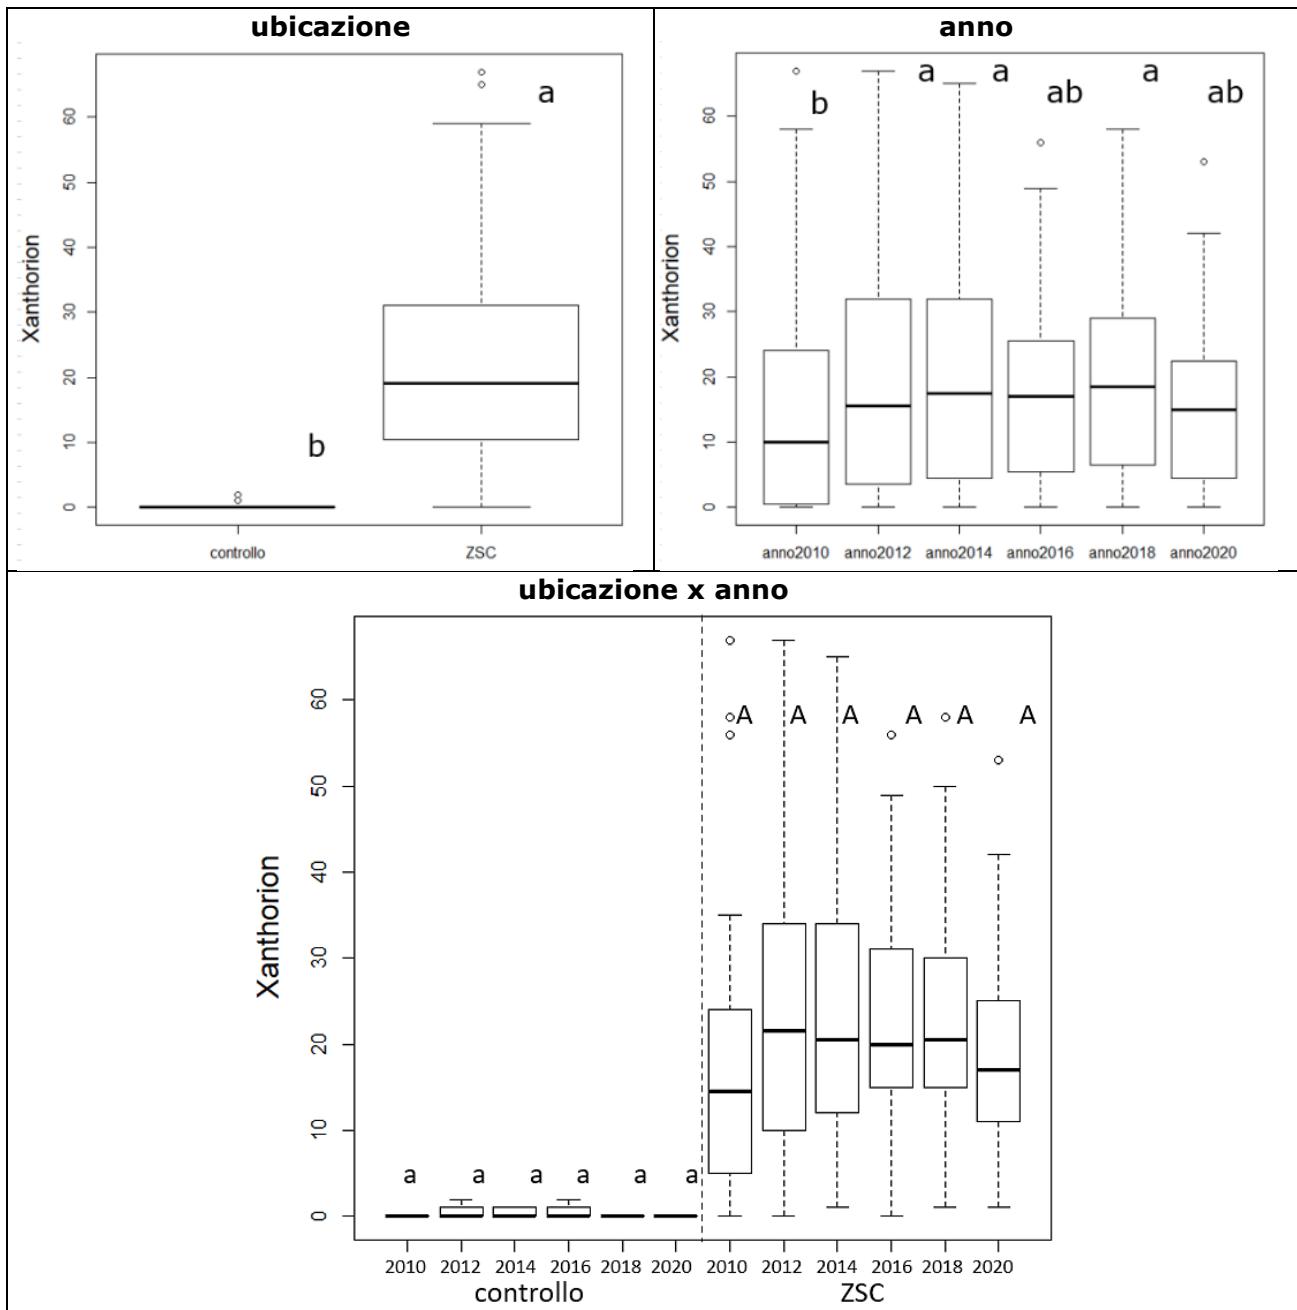 ubicazione
anno
Xanthorion
0
10
20
30
40
50
60
b
a
controllo
ZSC
Xanthorion
0
10
20
30
40
50
60
b
a
a
ab
a
ab
anno2010 anno2012 anno2014 anno2016 anno2018 anno2020
ubicazione x anno
Xanthorion
0
10
20
30
40
50
60
a a a a a a
A A A A A A
2010 2012 2014 2016 2018 2020 2010 2012 2014 2016 2018 2020
controllo ZSC